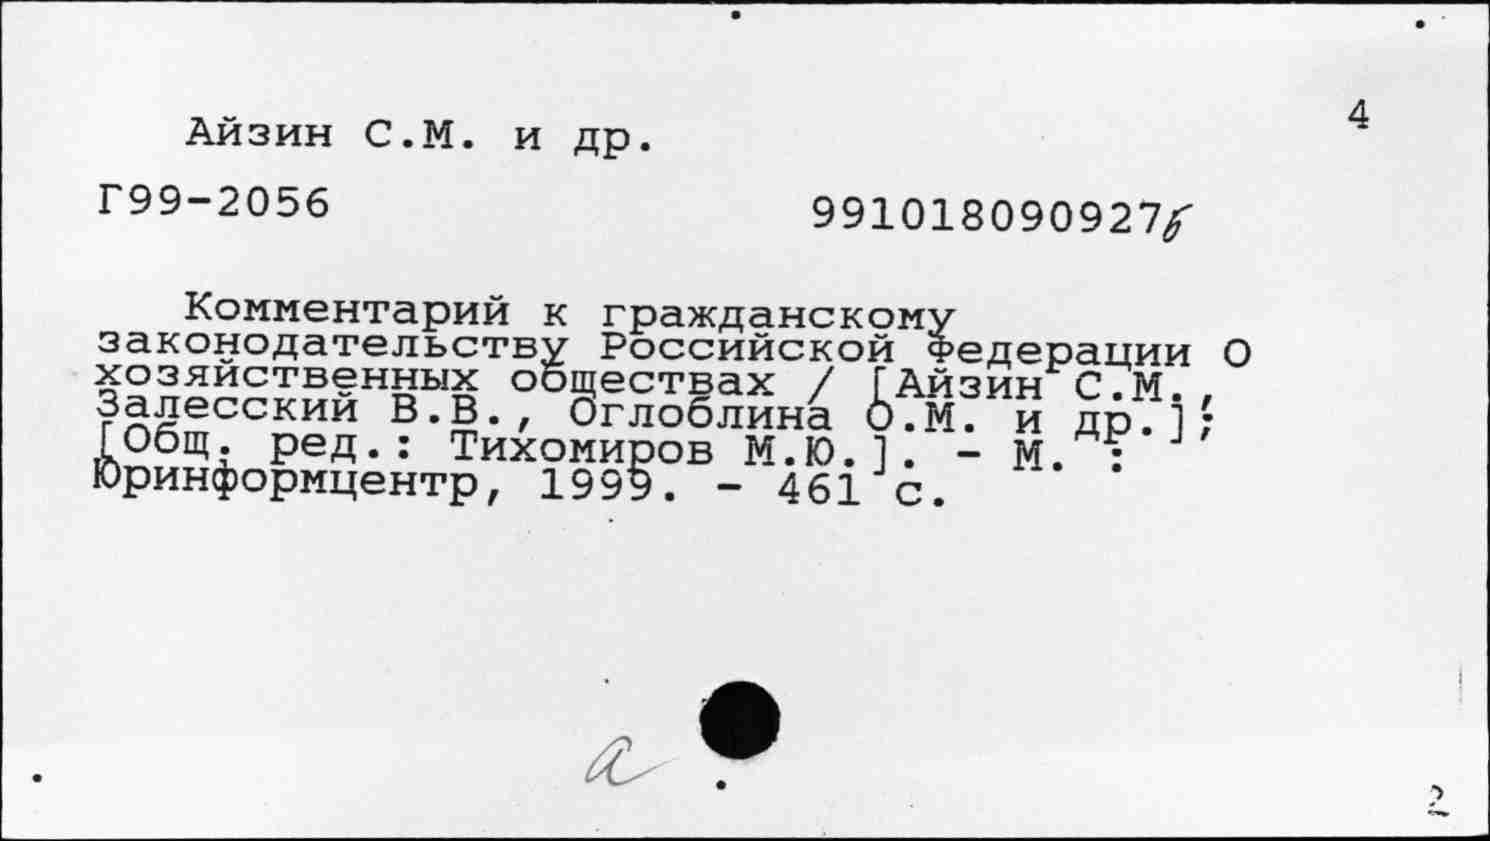 4
Айзин С.М. и др.
Г99-2056
991018090927б
Комментарий к гражданскому
законодательству Российской Федерации О
хозяйственных обществах / [Айзин С.М.,
Залесский В.В., Оглоблина О.М. и др.];
[Общ. ред.: Тихомиров М.Ю.]. - М. :
Юринформцентр, 1999. - 461 с.
а
2